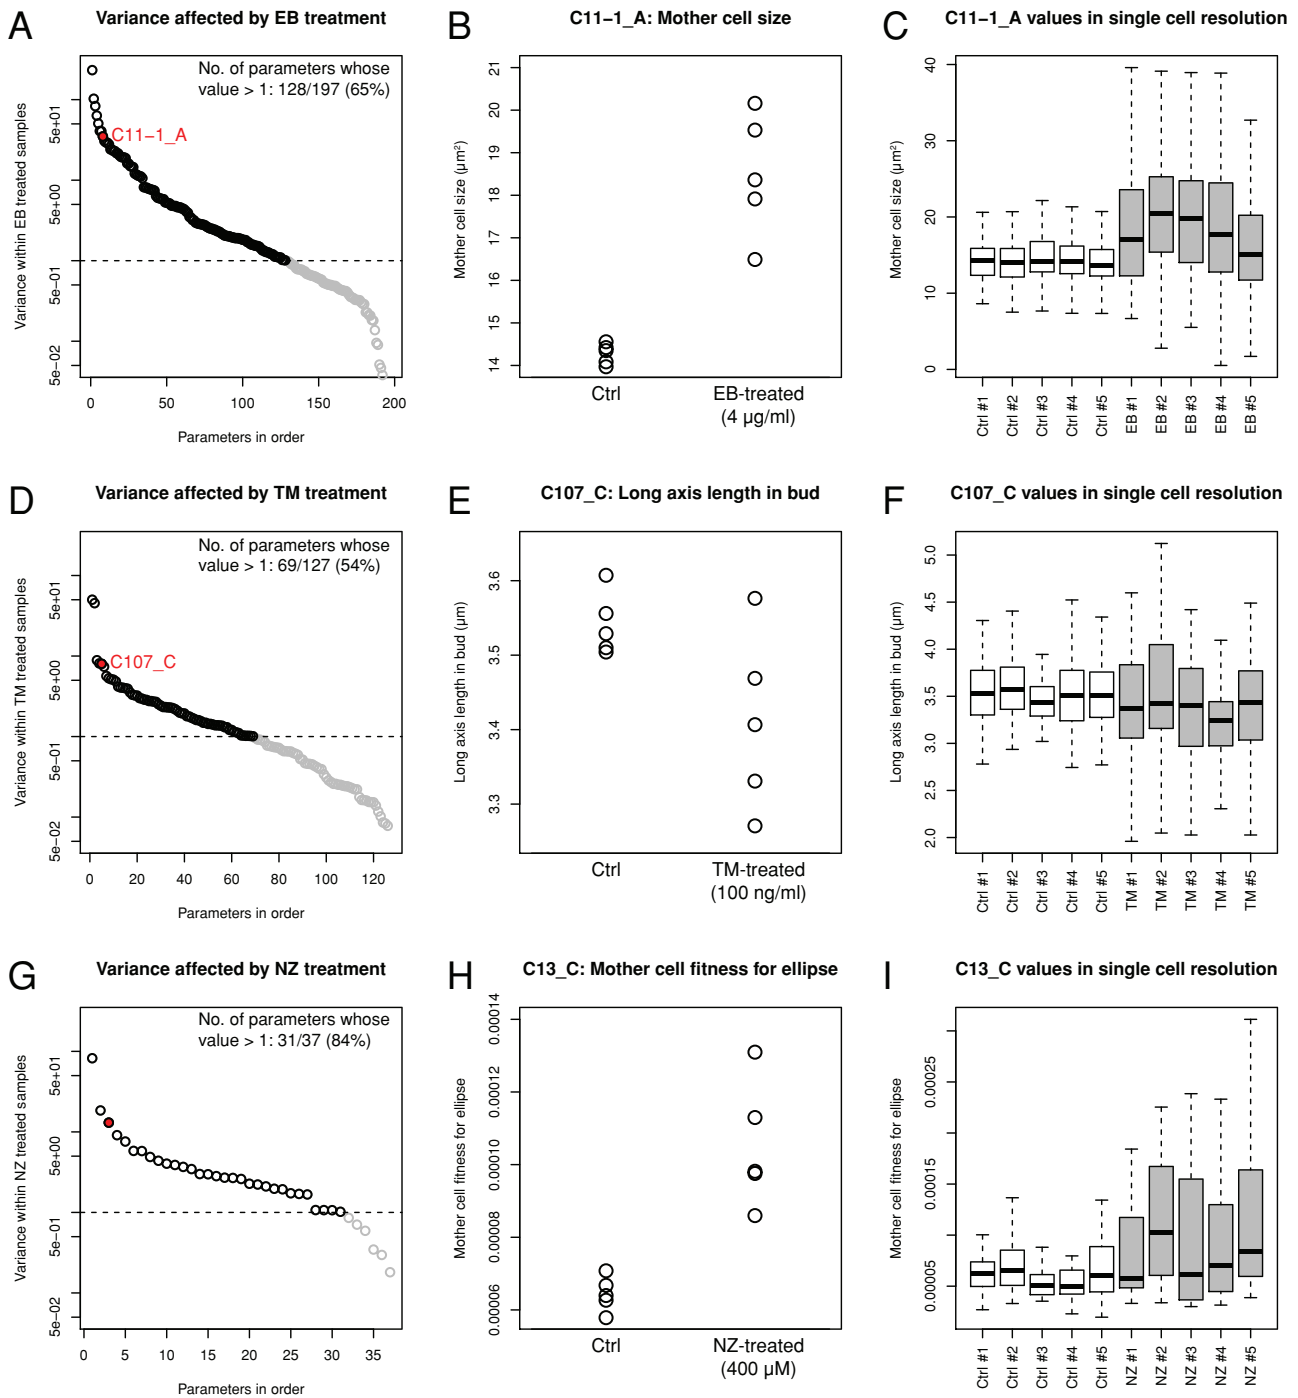 A
Variance affected by EB treatment
No. of parameters whose
value > 1: 128/197 (65%)
C11−1_A
Variance within EB treated samples
5e+01
5e+00
5e−01
5e−02
0 50 100 150 200
Parameters in order
B
C11−1_A: Mother cell size
Mother cell size (µm²)
21
20
19
18
17
16
15
14
Ctrl EB-treated
(4 µg/ml)
C
C11−1_A values in single cell resolution
Mother cell size (µm²)
40
30
20
10
0
Ctrl #1 Ctrl #2 Ctrl #3 Ctrl #4 Ctrl #5 EB #1 EB #2 EB #3 EB #4 EB #5
D
Variance affected by TM treatment
No. of parameters whose
value > 1: 69/127 (54%)
C107_C
Variance within TM treated samples
5e+01
5e+00
5e−01
5e−02
0 20 40 60 80 100 120
Parameters in order
E
C107_C: Long axis length in bud
Long axis length in bud (µm)
3.6
3.5
3.4
3.3
Ctrl TM-treated
(100 ng/ml)
F
C107_C values in single cell resolution
Long axis length in bud (µm)
5.0
4.5
4.0
3.5
3.0
2.5
2.0
Ctrl #1 Ctrl #2 Ctrl #3 Ctrl #4 Ctrl #5 TM #1 TM #2 TM #3 TM #4 TM #5
G
Variance affected by NZ treatment
No. of parameters whose
value > 1: 31/37 (84%)
Variance within NZ treated samples
5e+01
5e+00
5e−01
5e−02
0 5 10 15 20 25 30 35
Parameters in order
H
C13_C: Mother cell fitness for ellipse
Mother cell fitness for ellipse
0.00014
0.00012
0.00010
0.00008
0.00006
Ctrl NZ-treated
(400 µM)
I
C13_C values in single cell resolution
Mother cell fitness for ellipse
0.00025
0.00015
0.00005
Ctrl #1 Ctrl #2 Ctrl #3 Ctrl #4 Ctrl #5 NZ #1 NZ #2 NZ #3 NZ #4 NZ #5